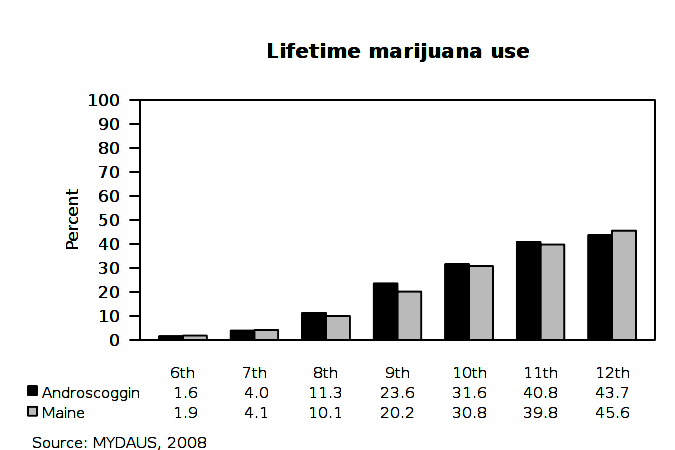 Lifetime marijuana use
100
90
80
70
60
50
40
30
20
10
0
Percent
6th 7th 8th 9th 10th 11th 12th
Androscoggin 1.6 4.0 11.3 23.6 31.6 40.8 43.7
Maine 1.9 4.1 10.1 20.2 30.8 39.8 45.6
Source: MYDAUS, 2008